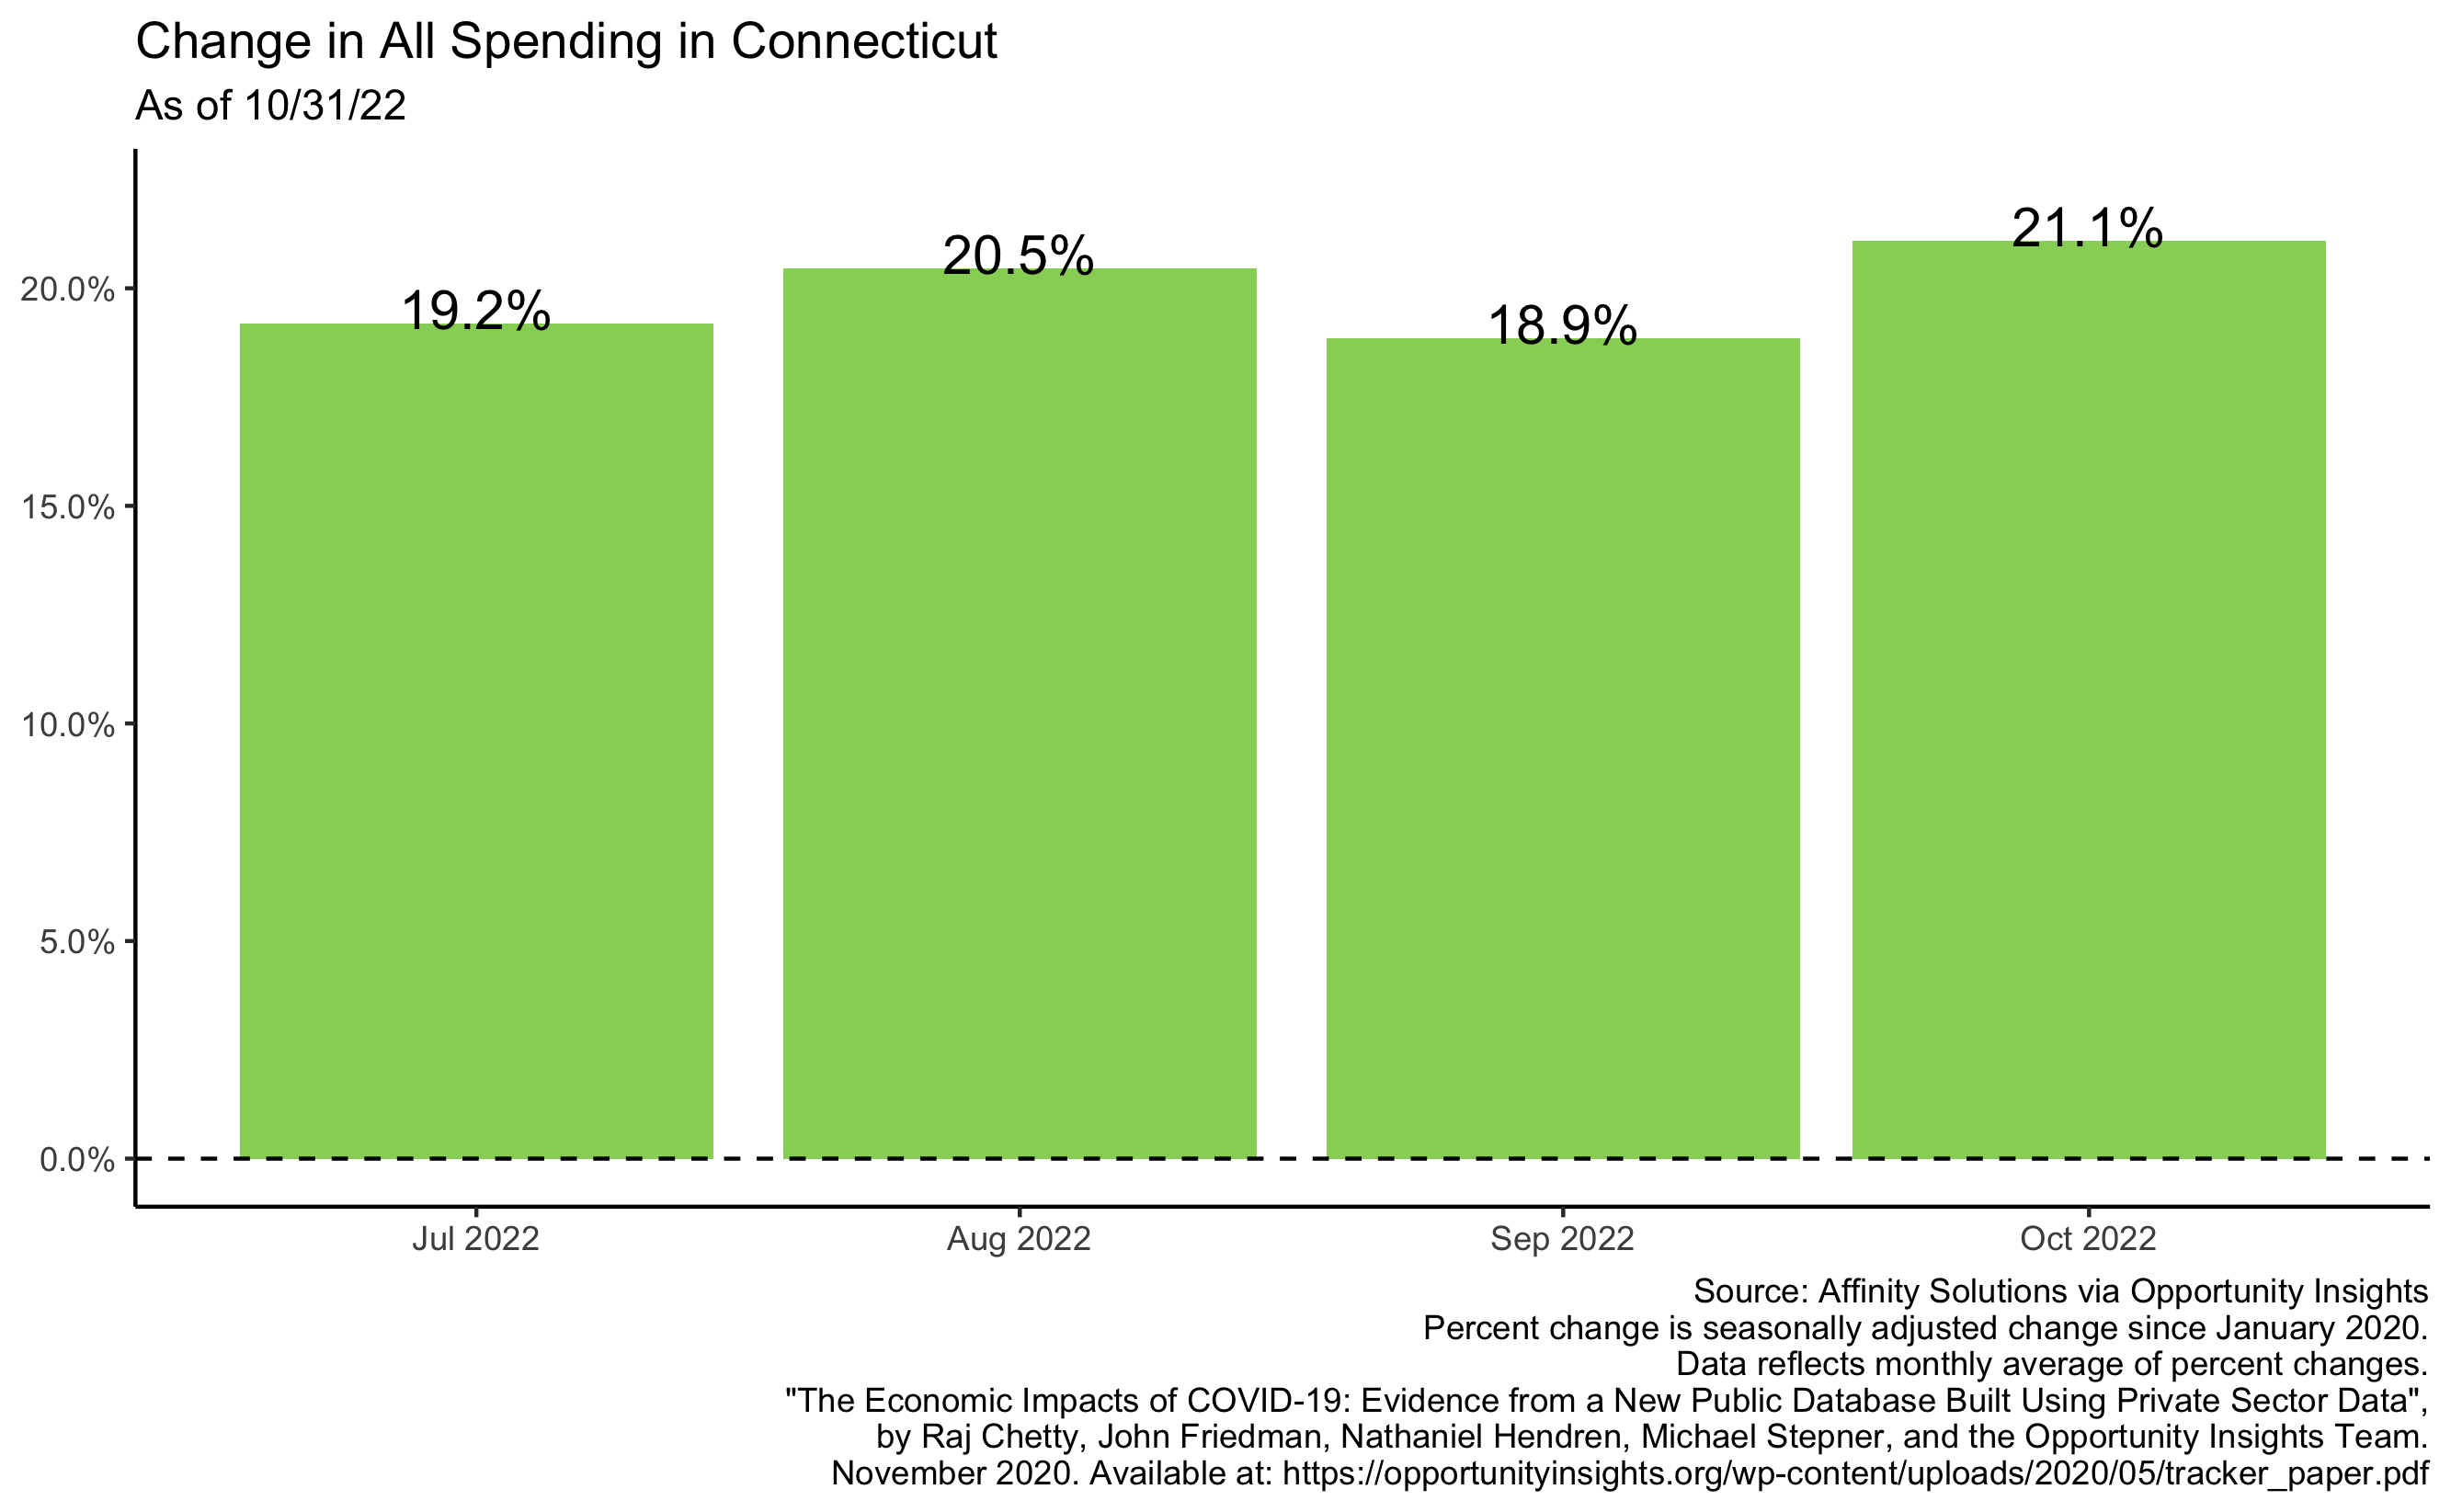 Change in All Spending in Connecticut
As of 10/31/22
20.0%
15.0%
10.0%
5.0%
0.0%
19.2%
20.5%
18.9%
21.1%
Jul 2022
Aug 2022
Sep 2022
Oct 2022
Source: Affinity Solutions via Opportunity Insights
Percent change is seasonally adjusted change since January 2020.
Data reflects monthly average of percent changes.
"The Economic Impacts of COVID-19: Evidence from a New Public Database Built Using Private Sector Data",
by Raj Chetty, John Friedman, Nathaniel Hendren, Michael Stepner, and the Opportunity Insights Team.
November 2020. Available at: https://opportunityinsights.org/wp-content/uploads/2020/05/tracker_paper.pdf